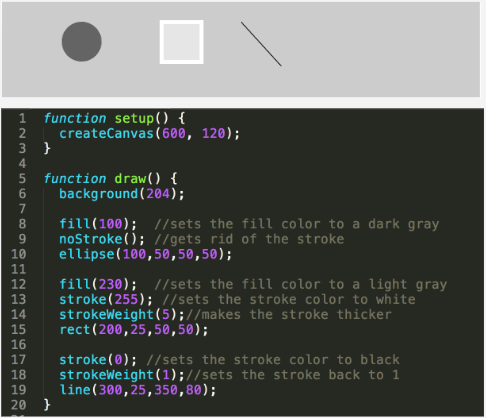 1 function setup() {
2 createCanvas(600, 120);
3 }
4
5 function draw() {
6 background(204);
7
8 fill(100);  //sets the fill color to a dark gray
9 noStroke(); //gets rid of the stroke
10 ellipse(100,50,50,50);
11
12 fill(230);  //sets the fill color to a light gray
13 stroke(255); //sets the stroke color to white
14 strokeWeight(5);//makes the stroke thicker
15 rect(200,25,50,50);
16
17 stroke(0); //sets the stroke color to black
18 strokeWeight(1);//sets the stroke back to 1
19 line(300,25,350,80);
20 }